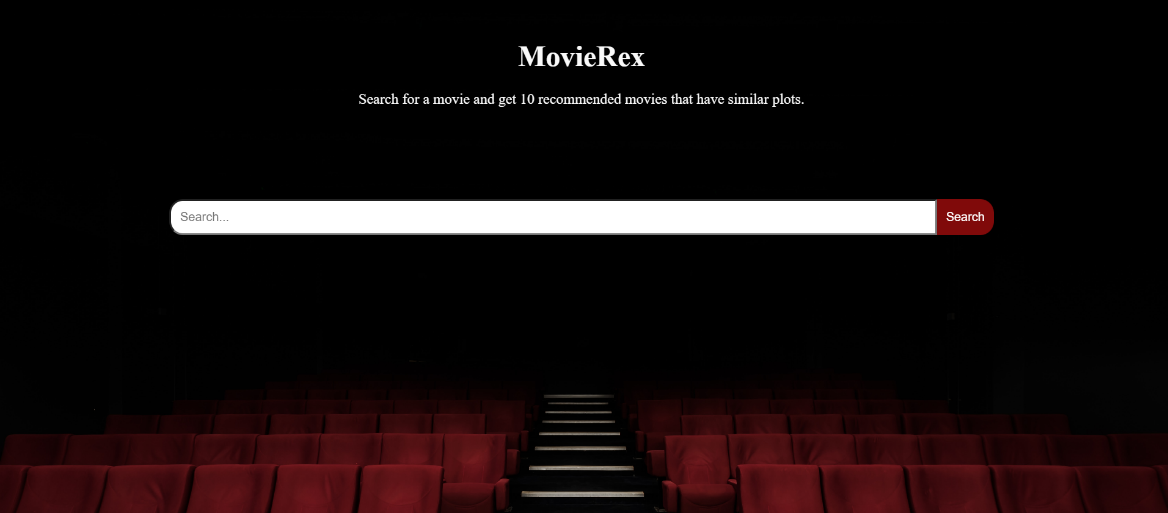 MovieRex
Search for a movie and get 10 recommended movies that have similar plots.
Search... Search